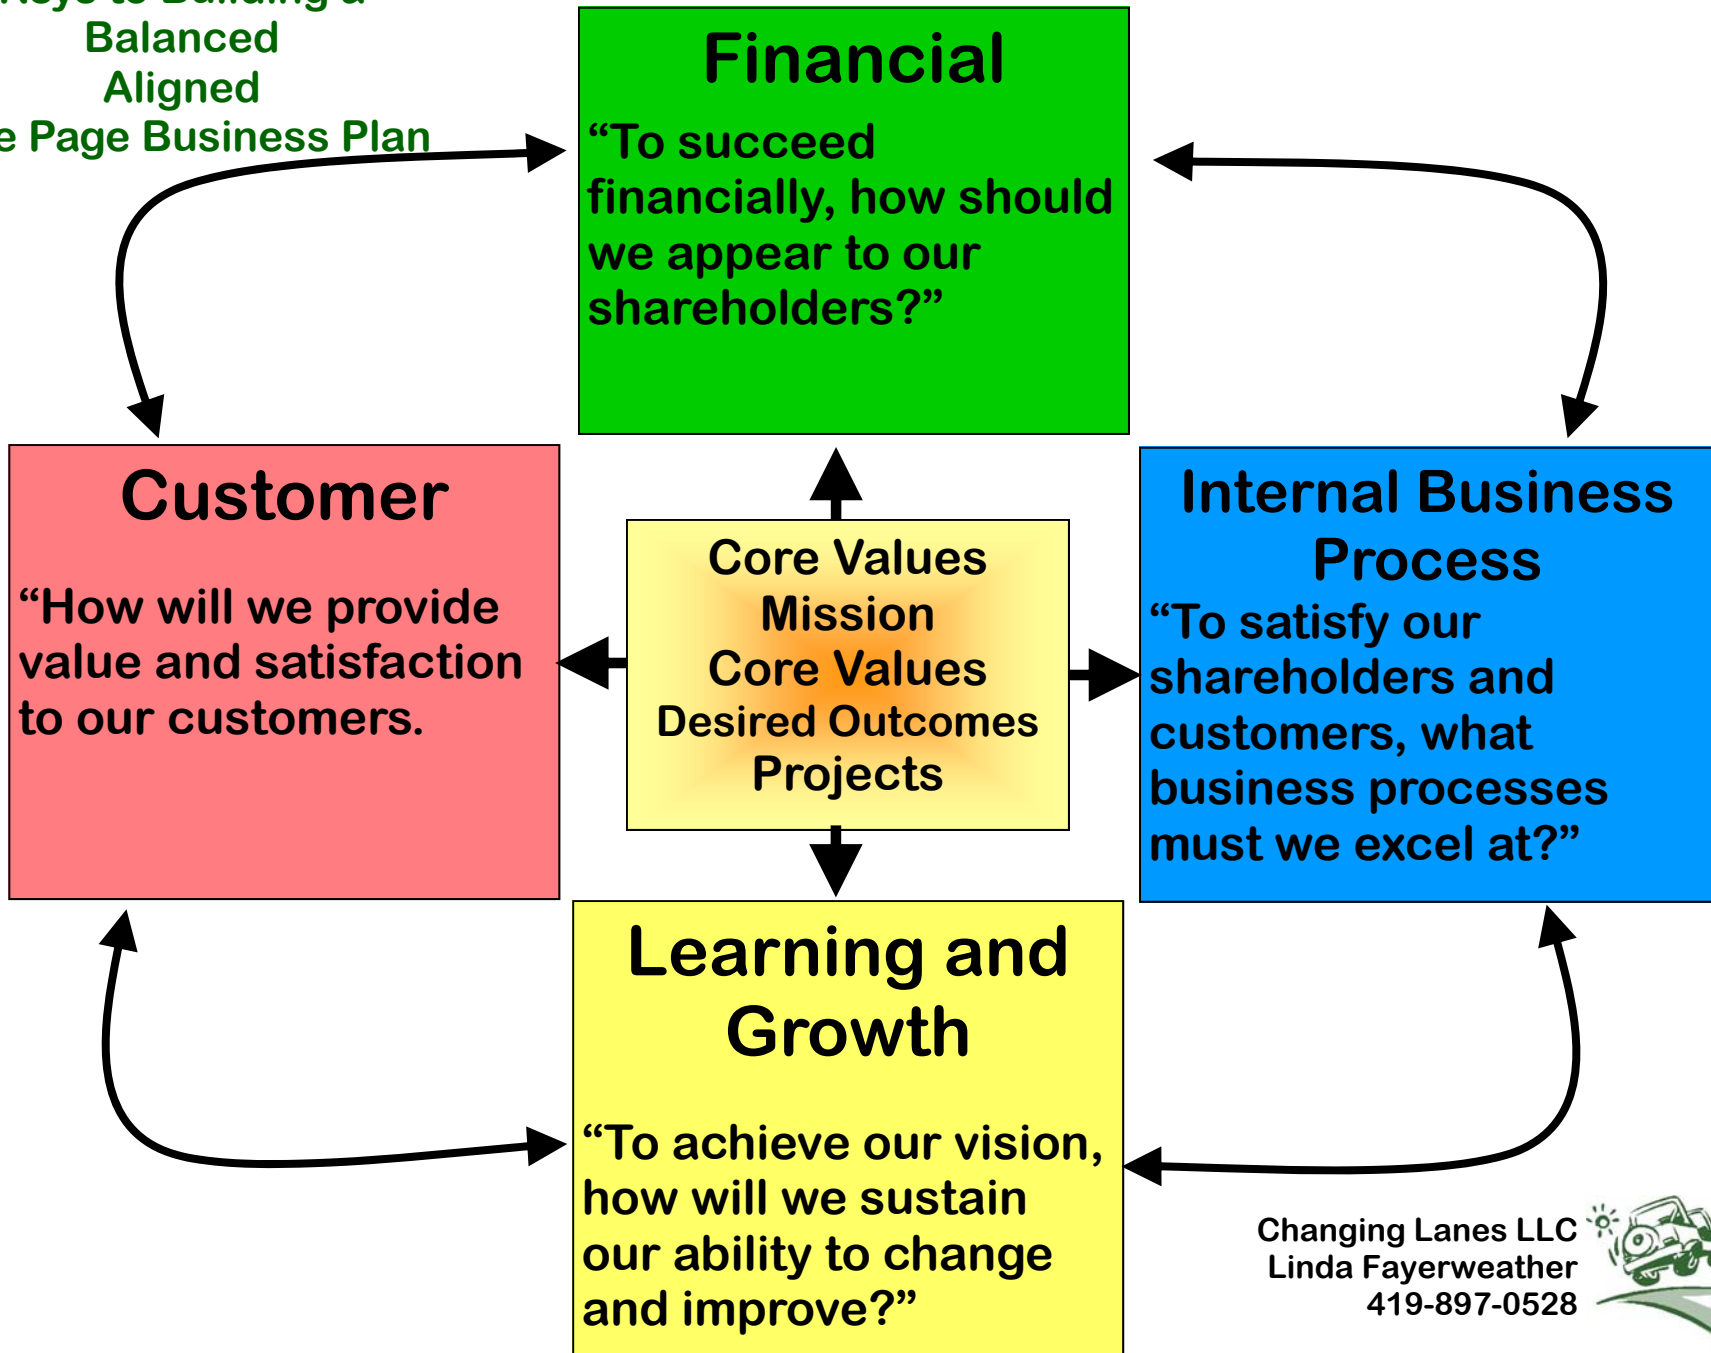 Keys to Building a
Balanced
Aligned
Page Business Plan
Financial
“To succeed
financially, how should
we appear to our
shareholders?”
Customer
“How will we provide
value and satisfaction
to our customers.
Core Values
Mission
Core Values
Desired Outcomes
Projects
Internal Business
Process
“To satisfy our
shareholders and
customers, what
business processes
must we excel at?”
Learning and
Growth
“To achieve our vision,
how will we sustain
our ability to change
and improve?”
Changing Lanes LLC
Linda Fayerweather
419-897-0528